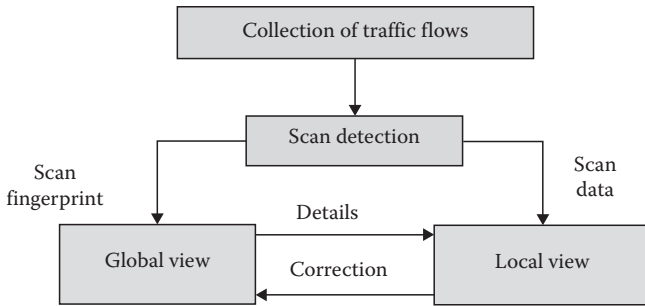 Collection of traffic flows
Scan detection
Scan
fingerprint
Scan
data
Details
Global view
Local view
Correction